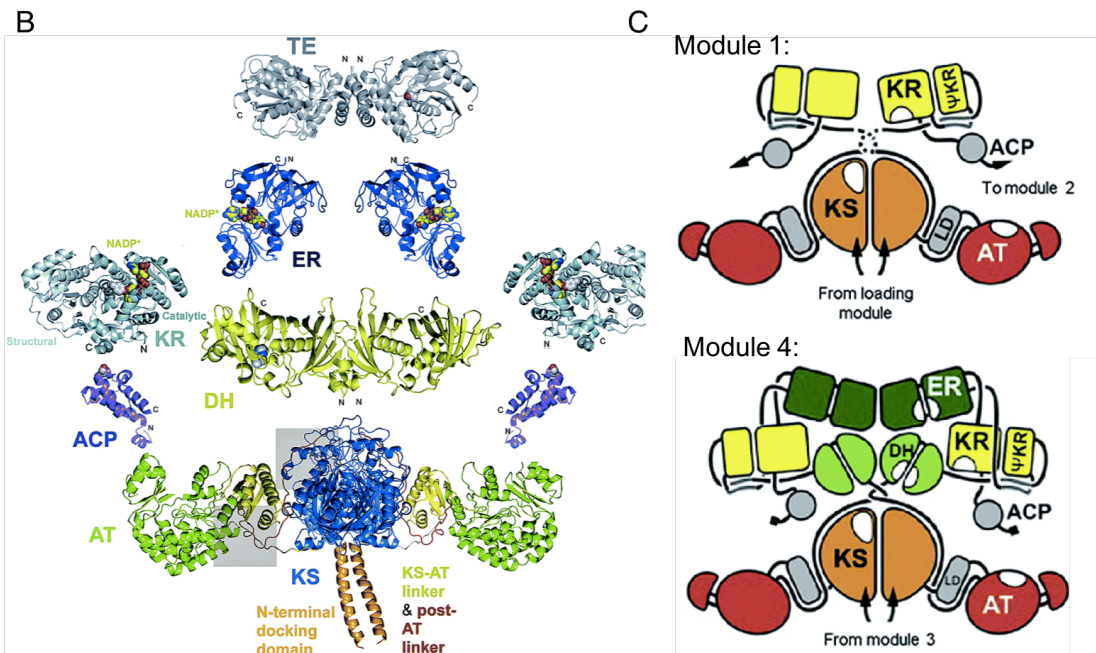 B
TE
N N
C
C
C N
N C
NADP+
ER
NADP+
Catalytic
Structural
KR
C
N
C
N
C
C
DH
N N
C
N
C
N
ACP
AT
KS
N-terminal
docking
domain
KS-AT
linker
& post-
AT
linker
C
Module 1:
KR
ΨKR
ACP
To module 2
KS
LD
AT
From loading
module
Module 4:
ER
DH
KR
ΨKR
ACP
KS
LD
AT
From module 3